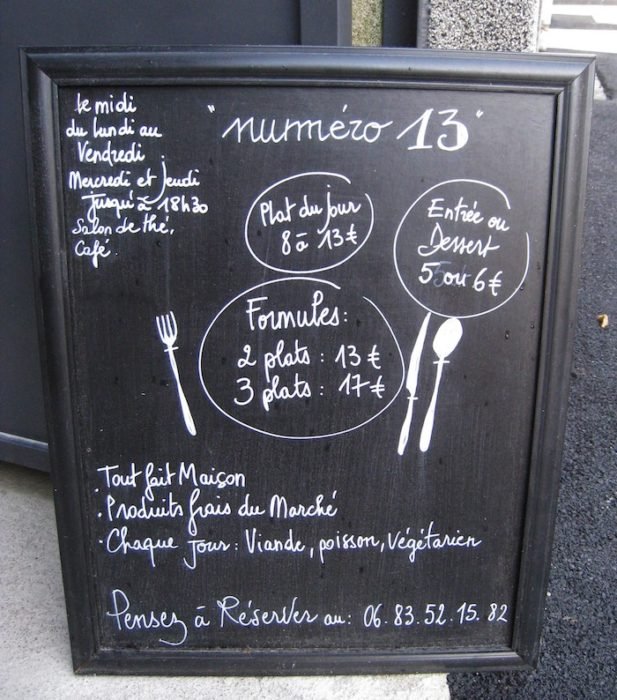 le midi
du lundi au
Vendredi.
Mercredi et jeudi
jusqu'à 18h30
Salon de thé,
Café.
"numéro 13"
Plat du jour
8 à 13€
Entrée ou
Dessert
5 ou 6€
Formules:
2 plats : 13 €
3 plats : 17 €
. Tout fait Maison
. Produits frais du Marché
. Chaque jour : Viande, poisson, végétarien
Pensez à Réserver au : 06.83.52.15.82